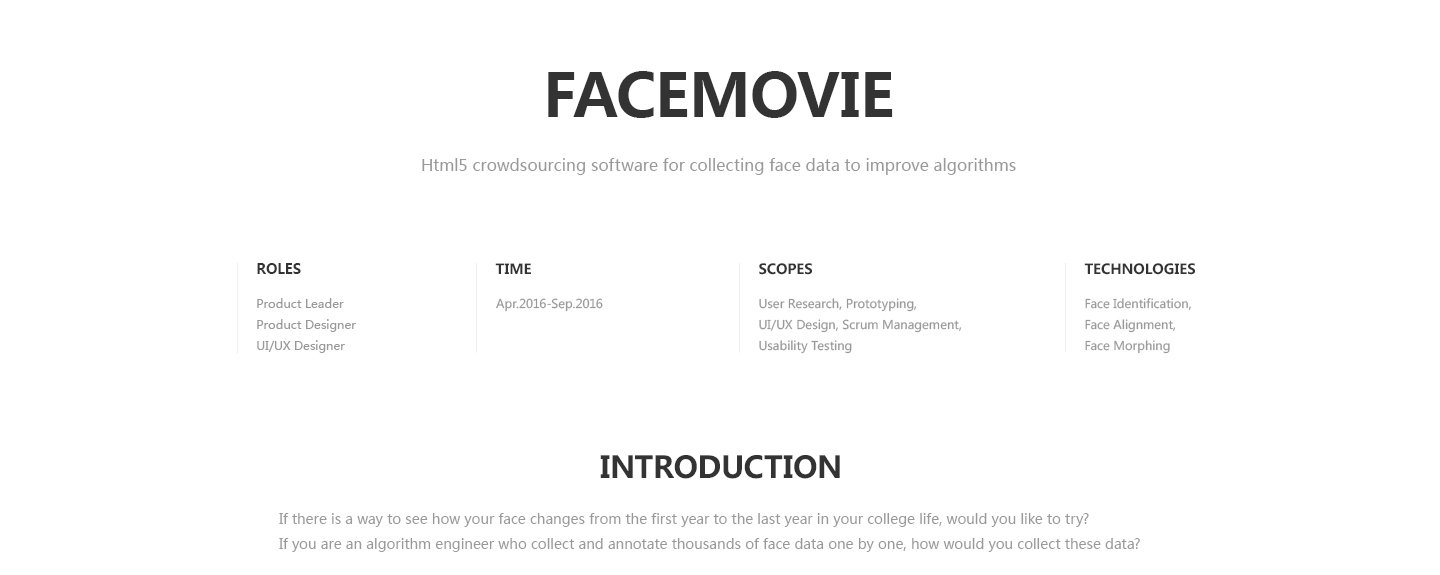 FACEMOVIE
Html5 crowdsourcing software for collecting face data to improve algorithms
ROLES
Product Leader
Product Designer
UI/UX Designer
TIME
Apr.2016-Sep.2016
SCOPES
User Research, Prototyping,
UI/UX Design, Scrum Management,
Usability Testing
TECHNOLOGIES
Face Identification,
Face Alignment,
Face Morphing
INTRODUCTION
If there is a way to see how your face changes from the first year to the last year in your college life, would you like to try?
If you are an algorithm engineer who collect and annotate thousands of face data one by one, how would you collect these data?